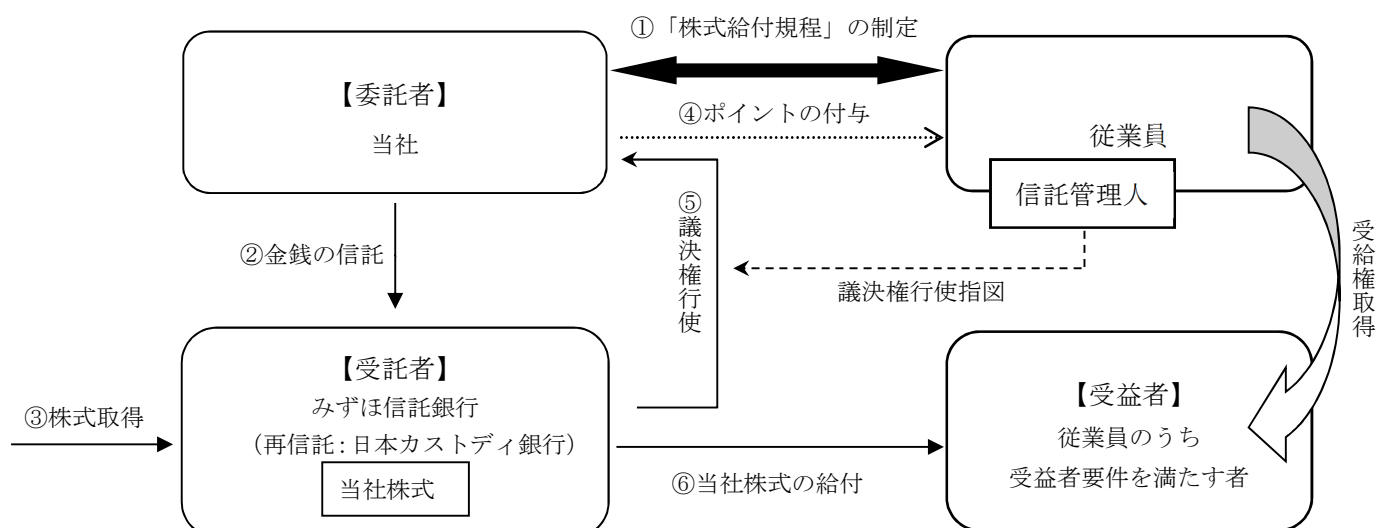 ①「株式給付規程」の制定
【委託者】
当社
④ポイントの付与
従業員
信託管理人
②金銭の信託
⑤議決権行使
議決権行使指図
受給権取得
【受託者】
みずほ信託銀行
（再信託：日本カストディ銀行）
当社株式
③株式取得
⑥当社株式の給付
【受益者】
従業員のうち
受益者要件を満たす者